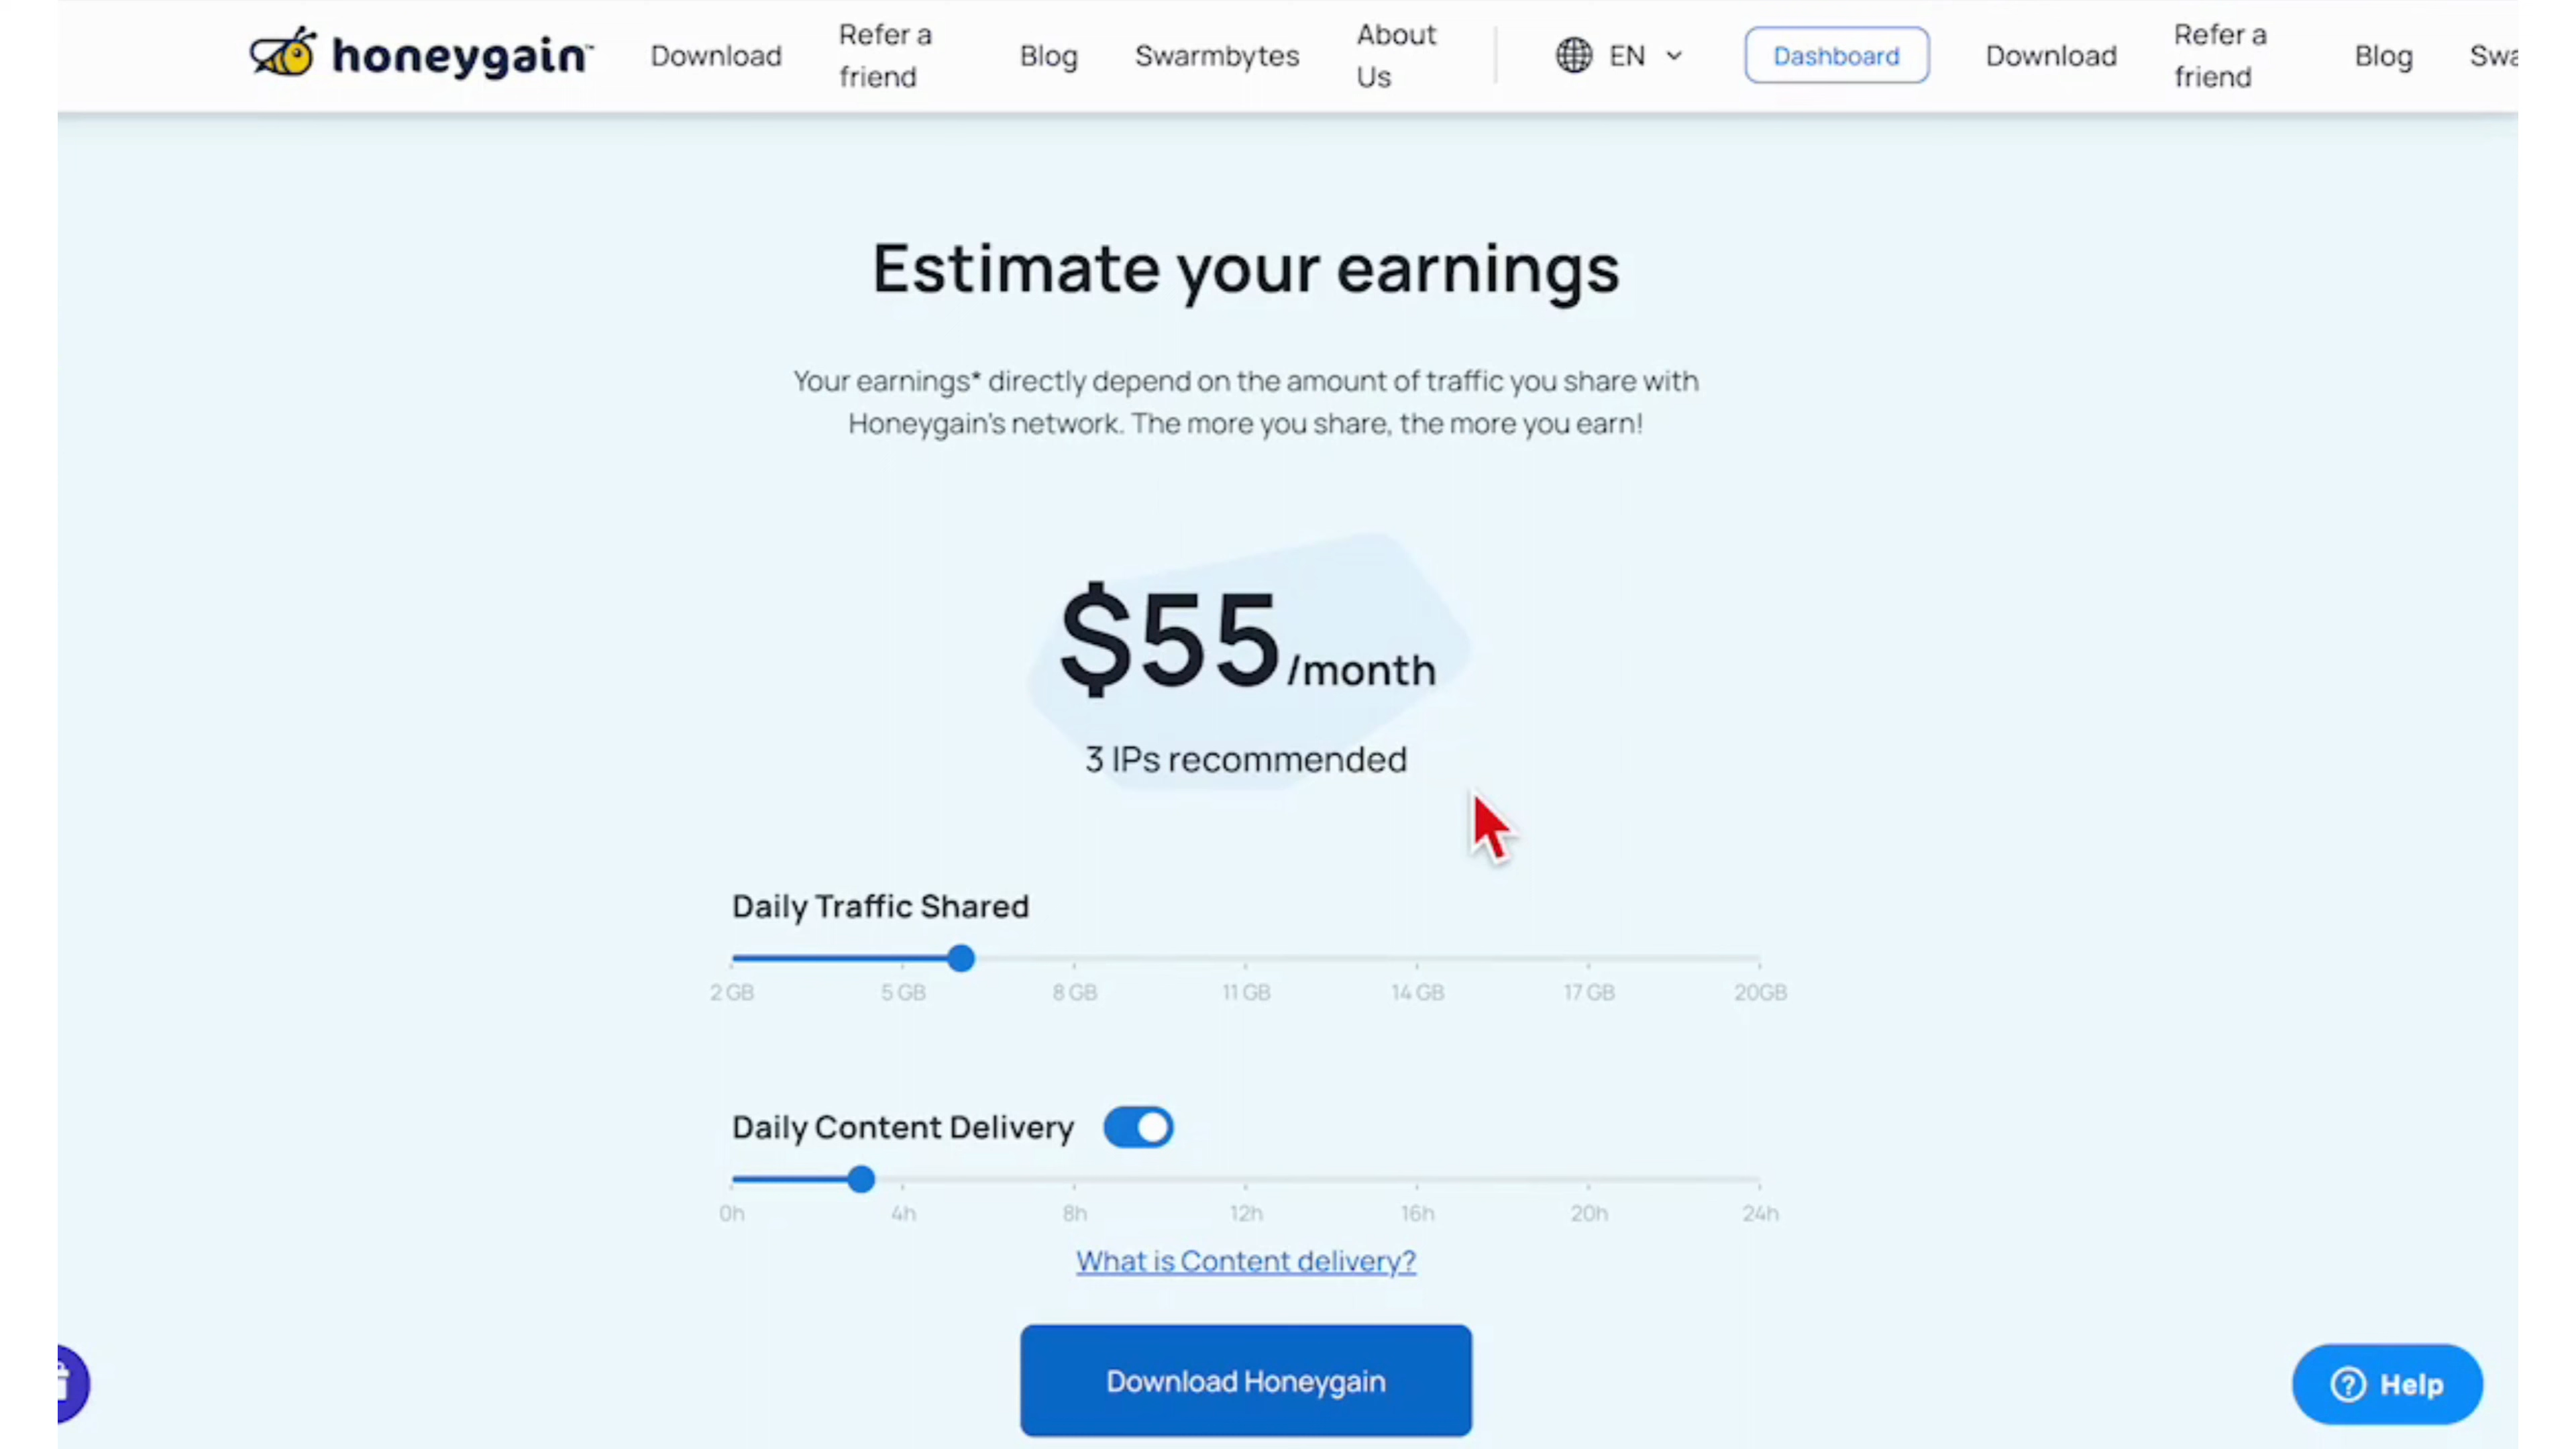 honeygain™ Download Refer a friend Blog Swarmbytes About Us EN Dashboard Download Refer a friend Blog
Estimate your earnings
Your earnings* directly depend on the amount of traffic you share with
Honeygain's network. The more you share, the more you earn!
$55/month
3 IPs recommended
Daily Traffic Shared
2 GB 5 GB 8 GB 11 GB 14 GB 17 GB 20GB
Daily Content Delivery
0h 4h 8h 12h 16h 20h 24h
What is Content delivery?
Download Honeygain
Help